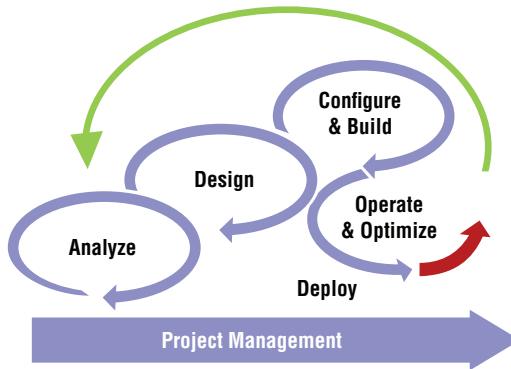 Configure
& Build
Design
Operate
& Optimize
Analyze
Deploy
Project Management